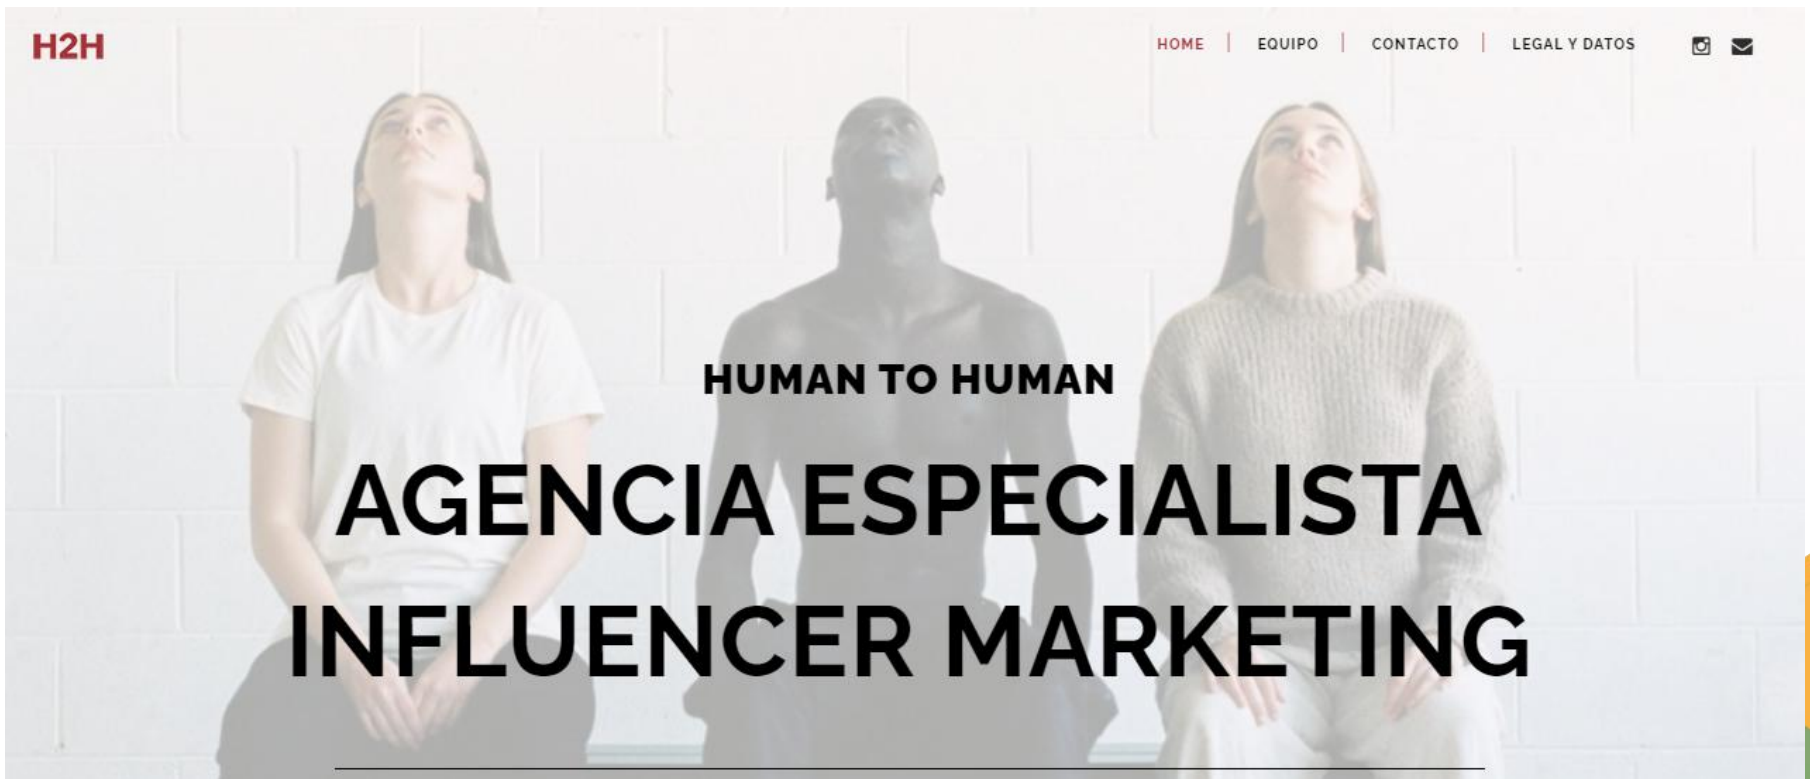 H2H
HOME | EQUIPO | CONTACTO | LEGAL Y DATOS
HUMAN TO HUMAN
AGENCIA ESPECIALISTA
INFLUENCER MARKETING